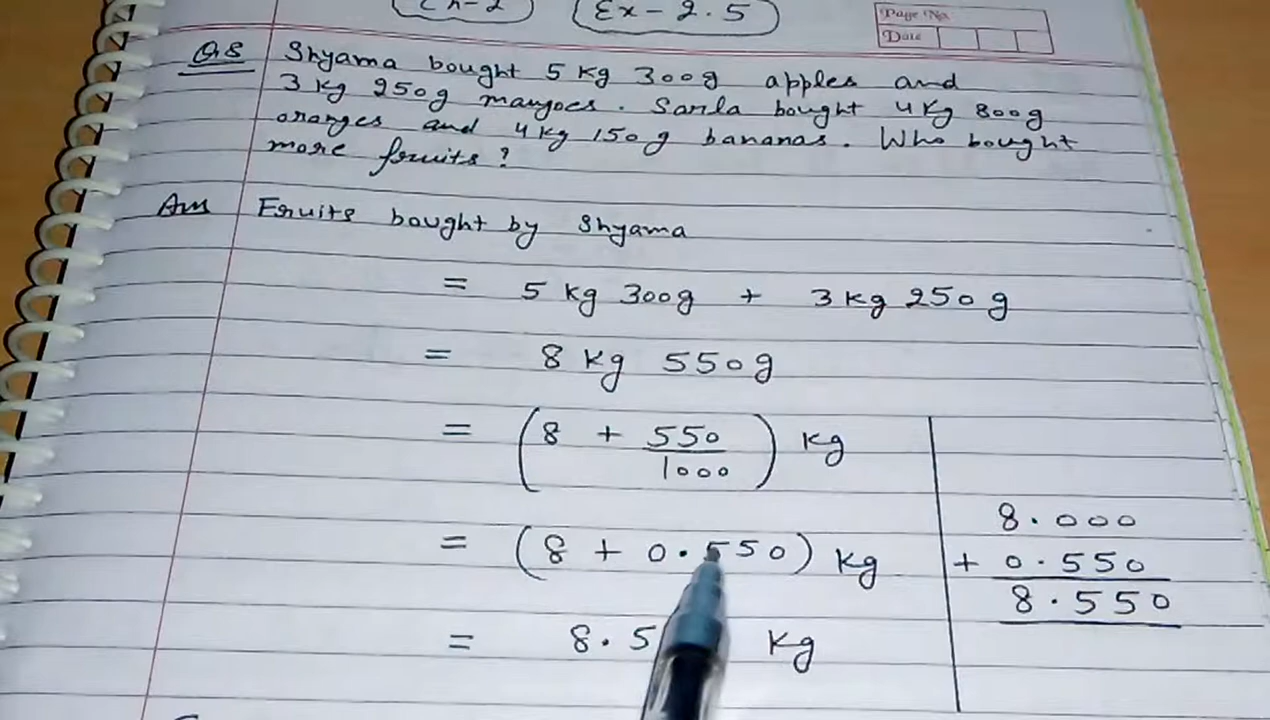 Ex - 2.5
Page No.
Date
Q.8 Shyama bought 5 kg 300g apples and
3 kg 250g mangoes. Sarla bought 4 Kg 800g
oranges and 4 kg 150 g bananas. Who bought
more fruits ?
Ans Fruits bought by Shyama
= 5 kg 300g + 3 kg 250 g
= 8 kg 550g
= (8 + 550/1000) kg
= (8 + 0.550) kg
8.000
+ 0.550
8.550
= 8.5 kg